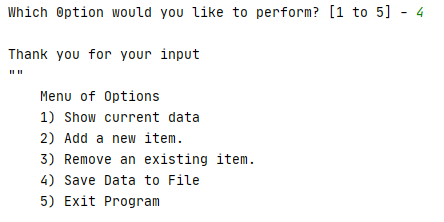 Which Option would you like to perform? [1 to 5] - 4
Thank you for your input
""
Menu of Options
1) Show current data
2) Add a new item.
3) Remove an existing item.
4) Save Data to File
5) Exit Program